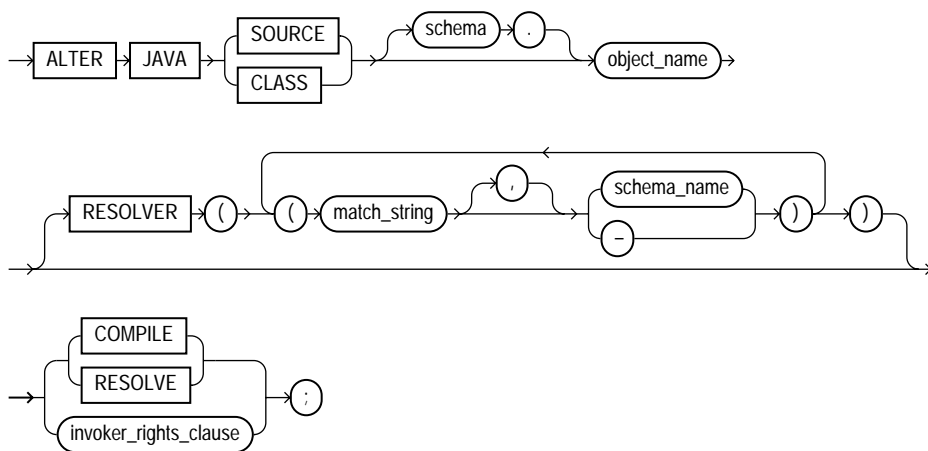 ALTER JAVA SOURCE CLASS schema . object_name
RESOLVER ( ( match_string , schema_name – ) )
COMPILE RESOLVE invoker_rights_clause ;